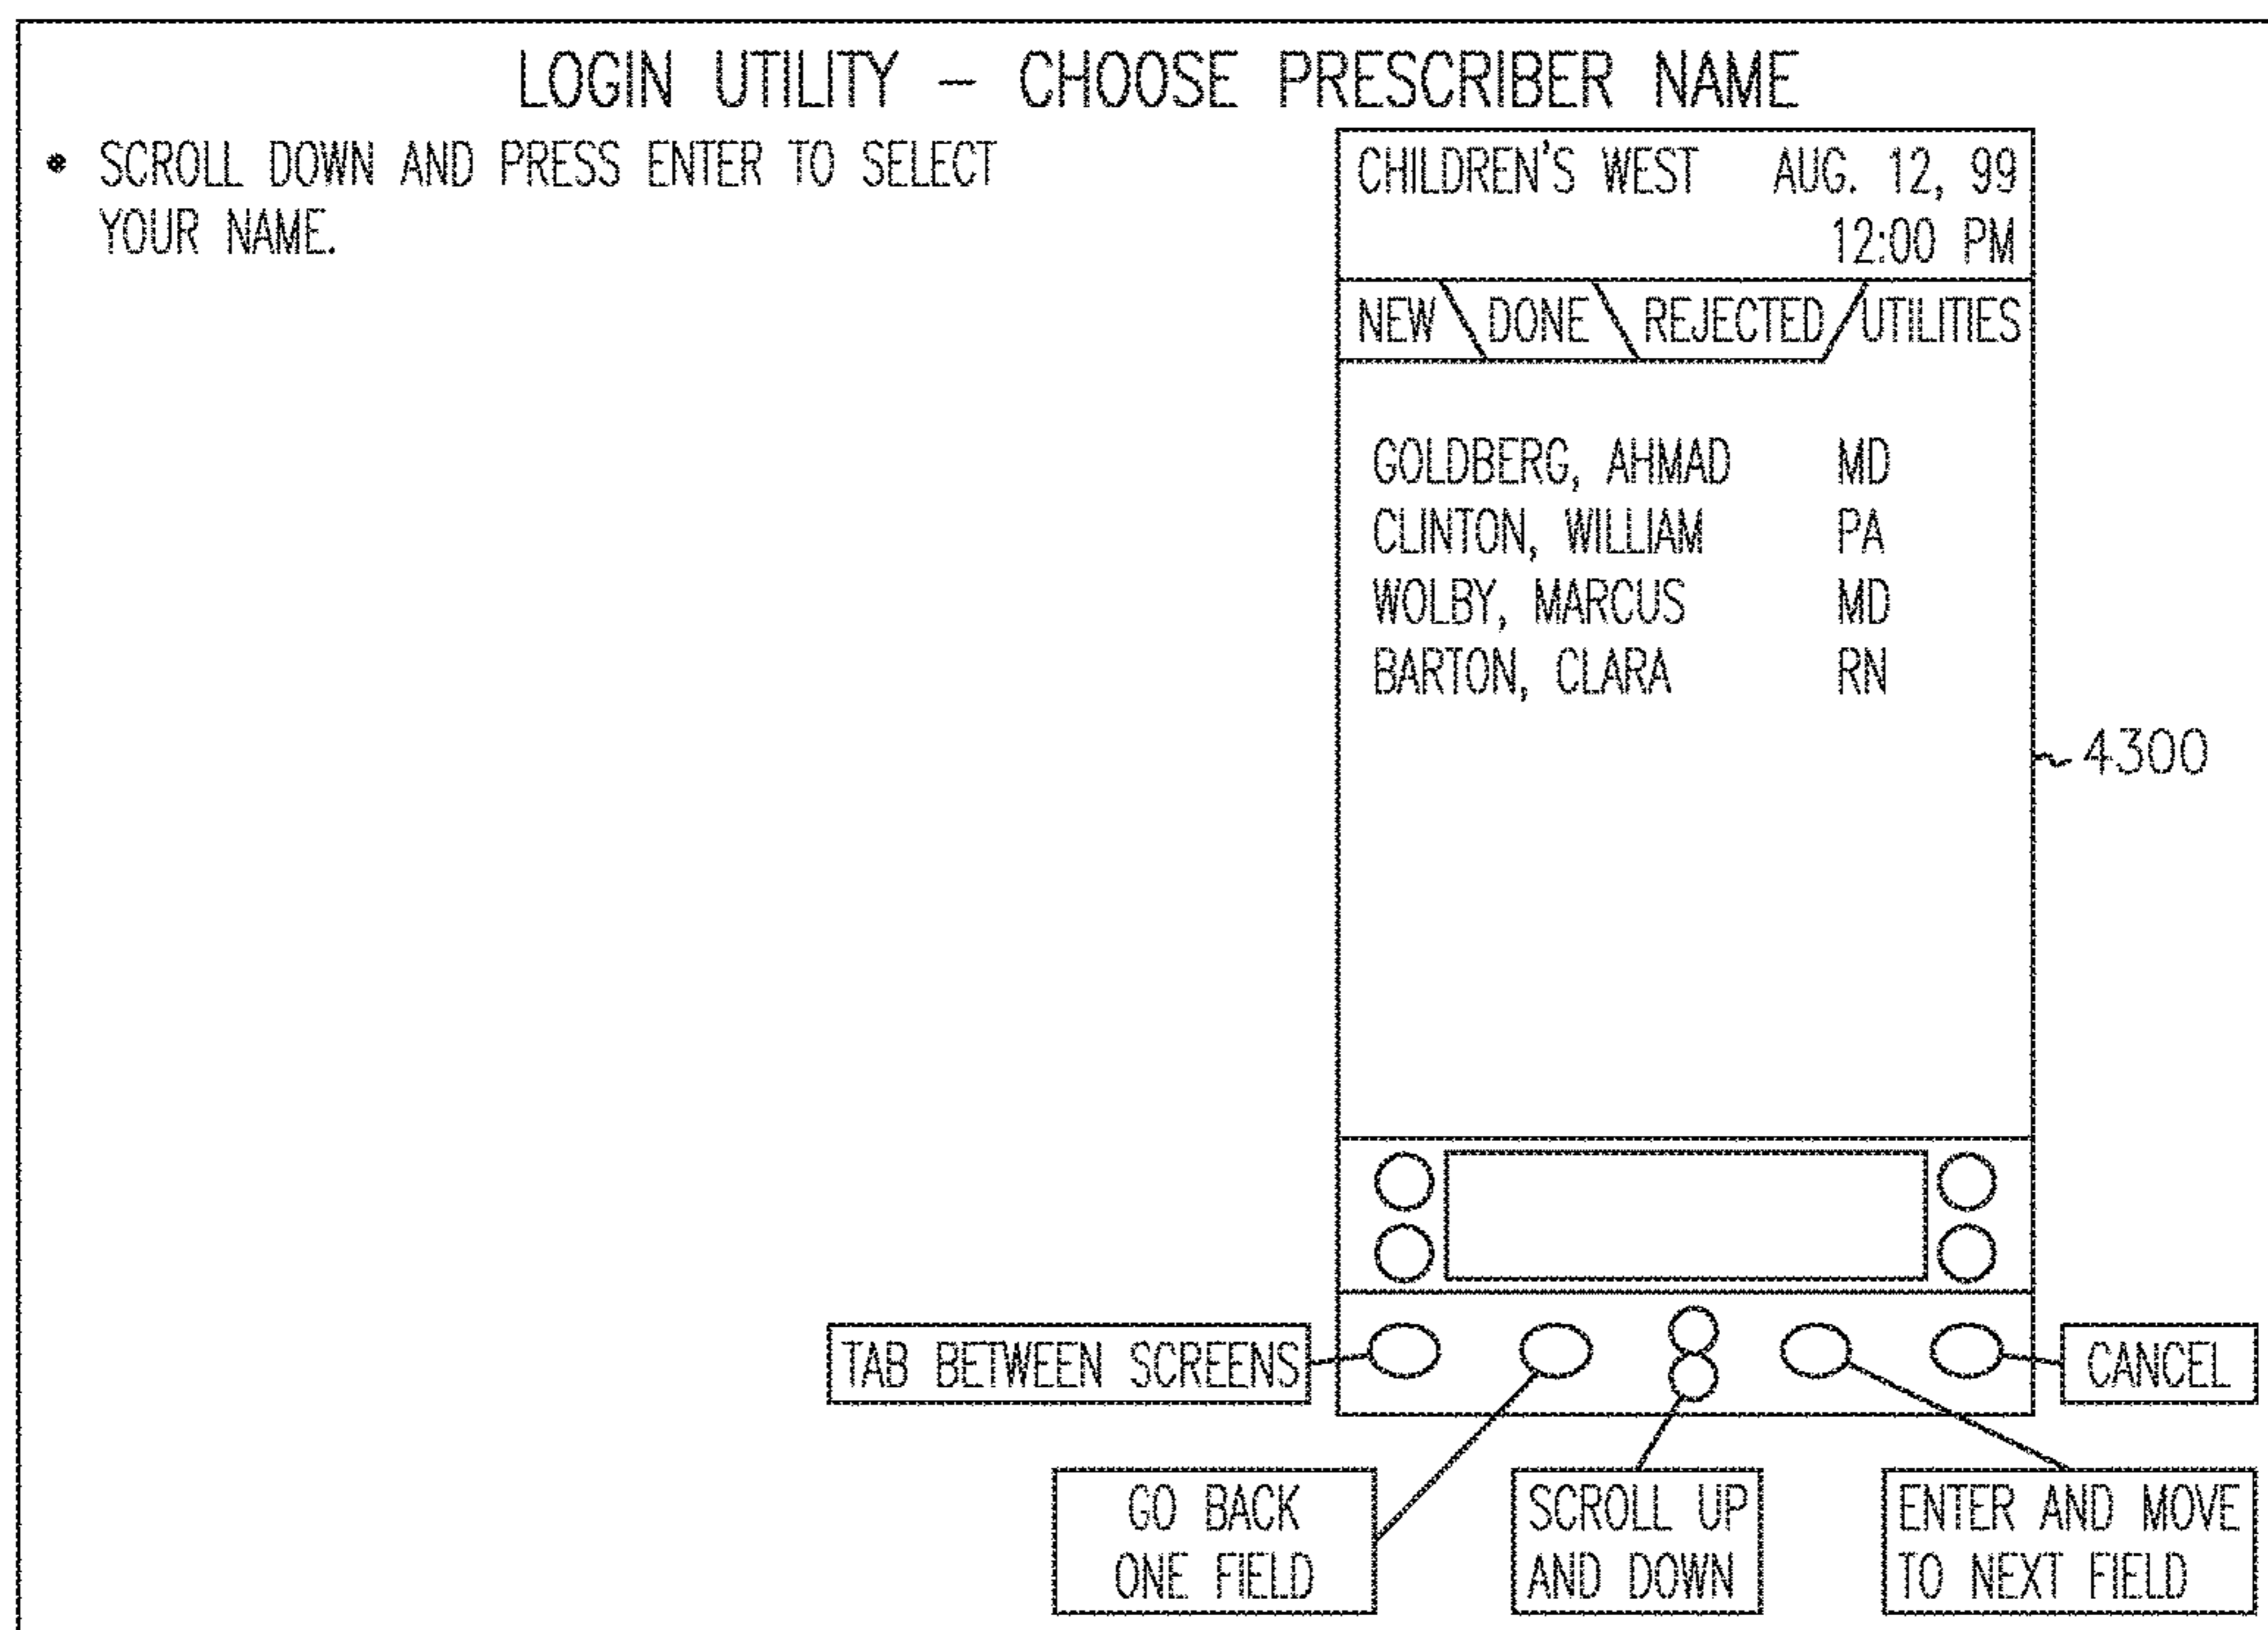 LOGIN UTILITY – CHOOSE PRESCRIBER NAME
• SCROLL DOWN AND PRESS ENTER TO SELECT
YOUR NAME.
CHILDREN'S WEST AUG. 12, 99
12:00 PM
NEW DONE REJECTED UTILITIES
GOLDBERG, AHMAD MD
CLINTON, WILLIAM PA
WOLBY, MARCUS MD
BARTON, CLARA RN
4300
TAB BETWEEN SCREENS
CANCEL
GO BACK
ONE FIELD
SCROLL UP
AND DOWN
ENTER AND MOVE
TO NEXT FIELD